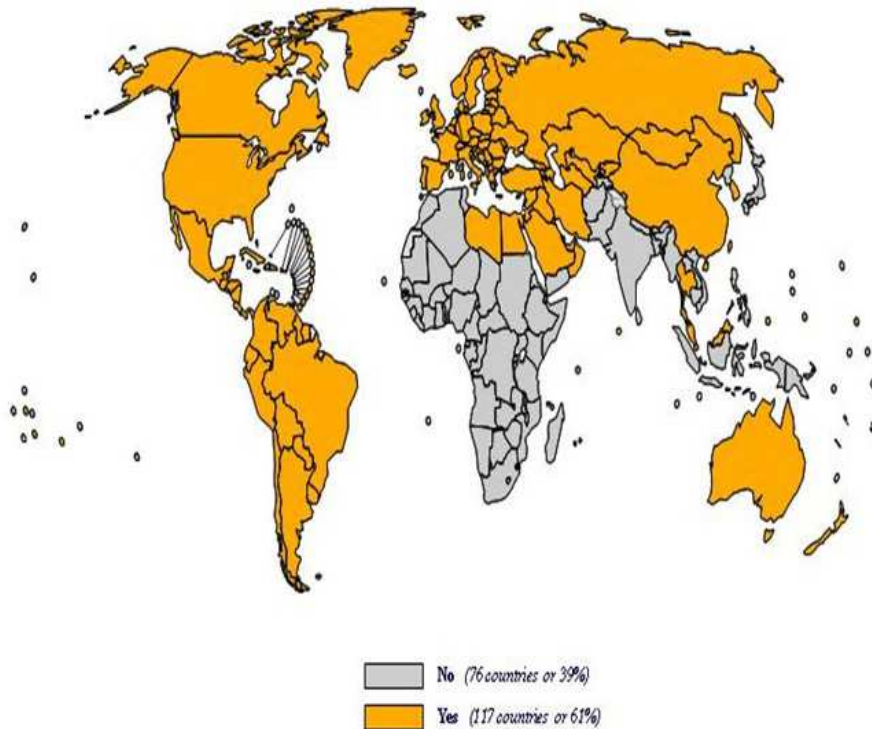 No (76 countries or 39%)
Yes (117 countries or 61%)